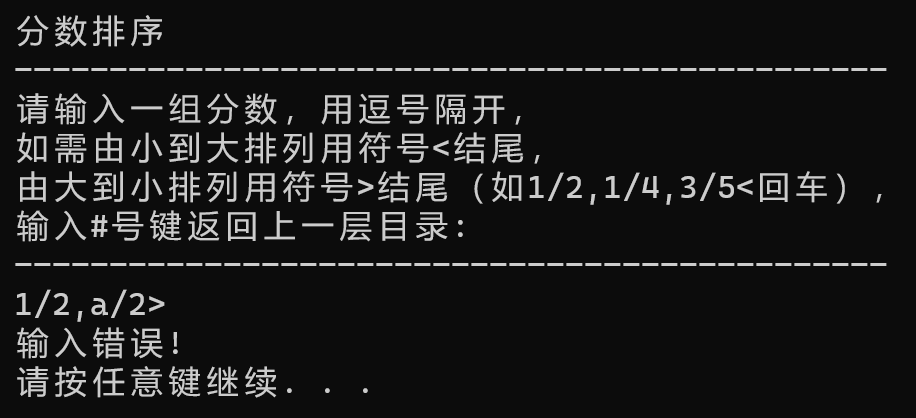 分数排序
----------------------------------------------
请输入一组分数，用逗号隔开，
如需由小到大排列用符号<结尾，
由大到小排列用符号>结尾（如1/2,1/4,3/5<回车），
输入#号键返回上一层目录：
----------------------------------------------
1/2,a/2>
输入错误！
请按任意键继续. . .